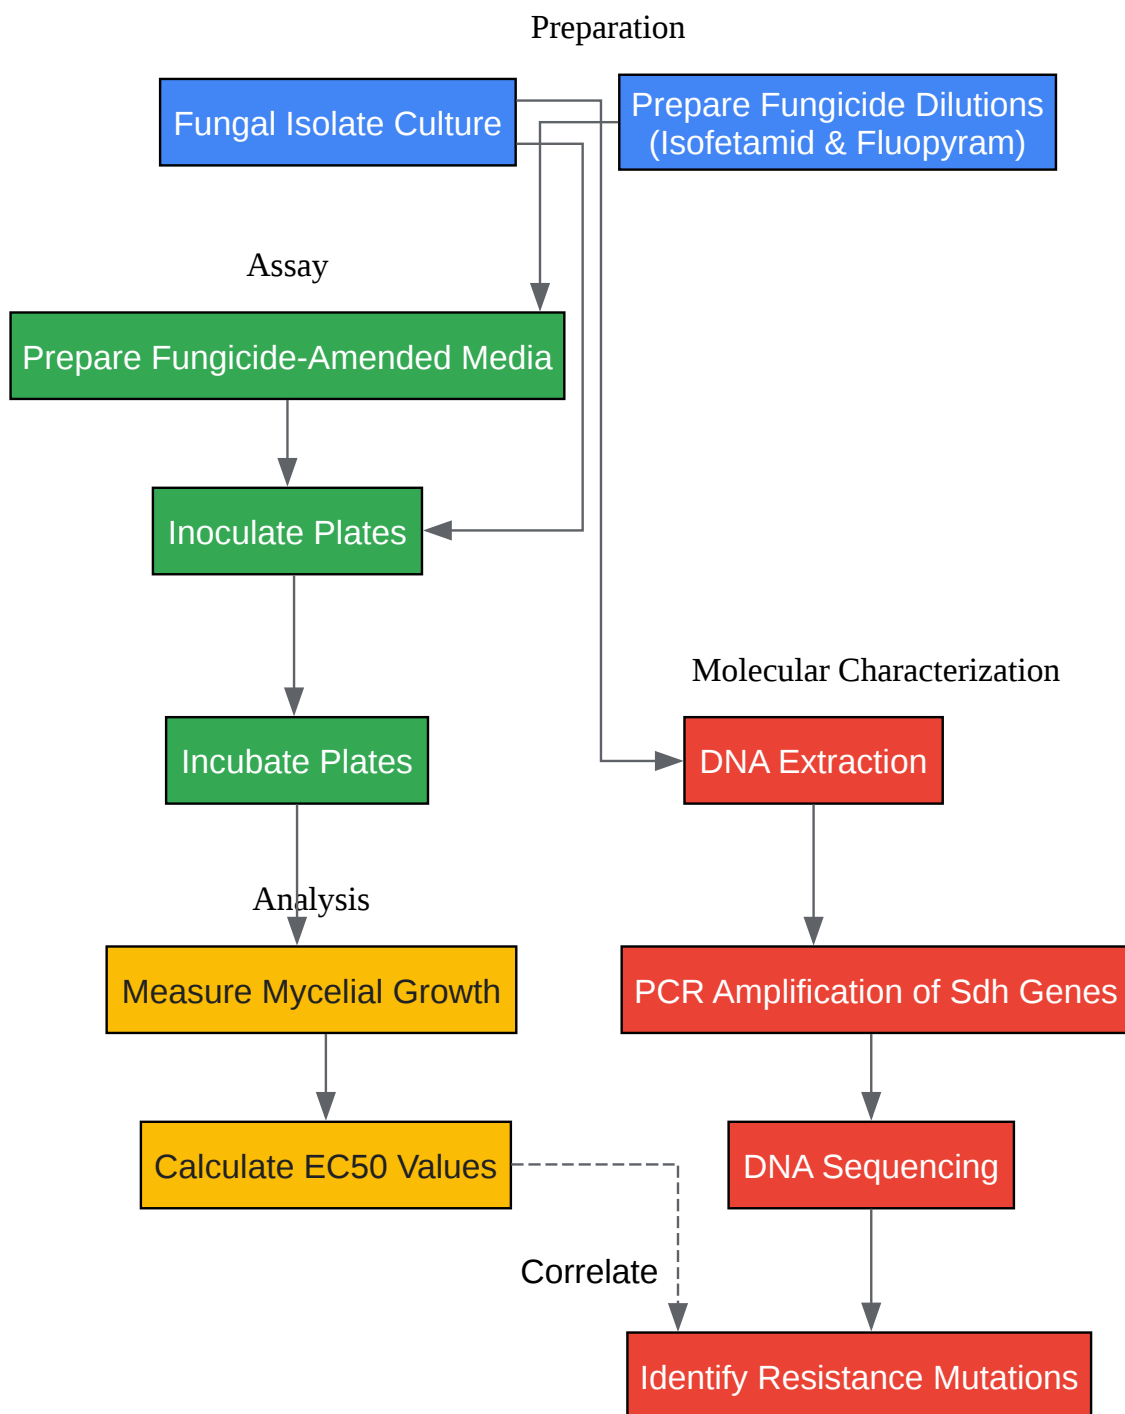 Preparation
Fungal Isolate Culture
Prepare Fungicide Dilutions
(Isofetamid & Fluopyram)
Assay
Prepare Fungicide-Amended Media
Inoculate Plates
Molecular Characterization
Incubate Plates
DNA Extraction
Analysis
Measure Mycelial Growth
PCR Amplification of Sdh Genes
Calculate EC50 Values
DNA Sequencing
Correlate
Identify Resistance Mutations